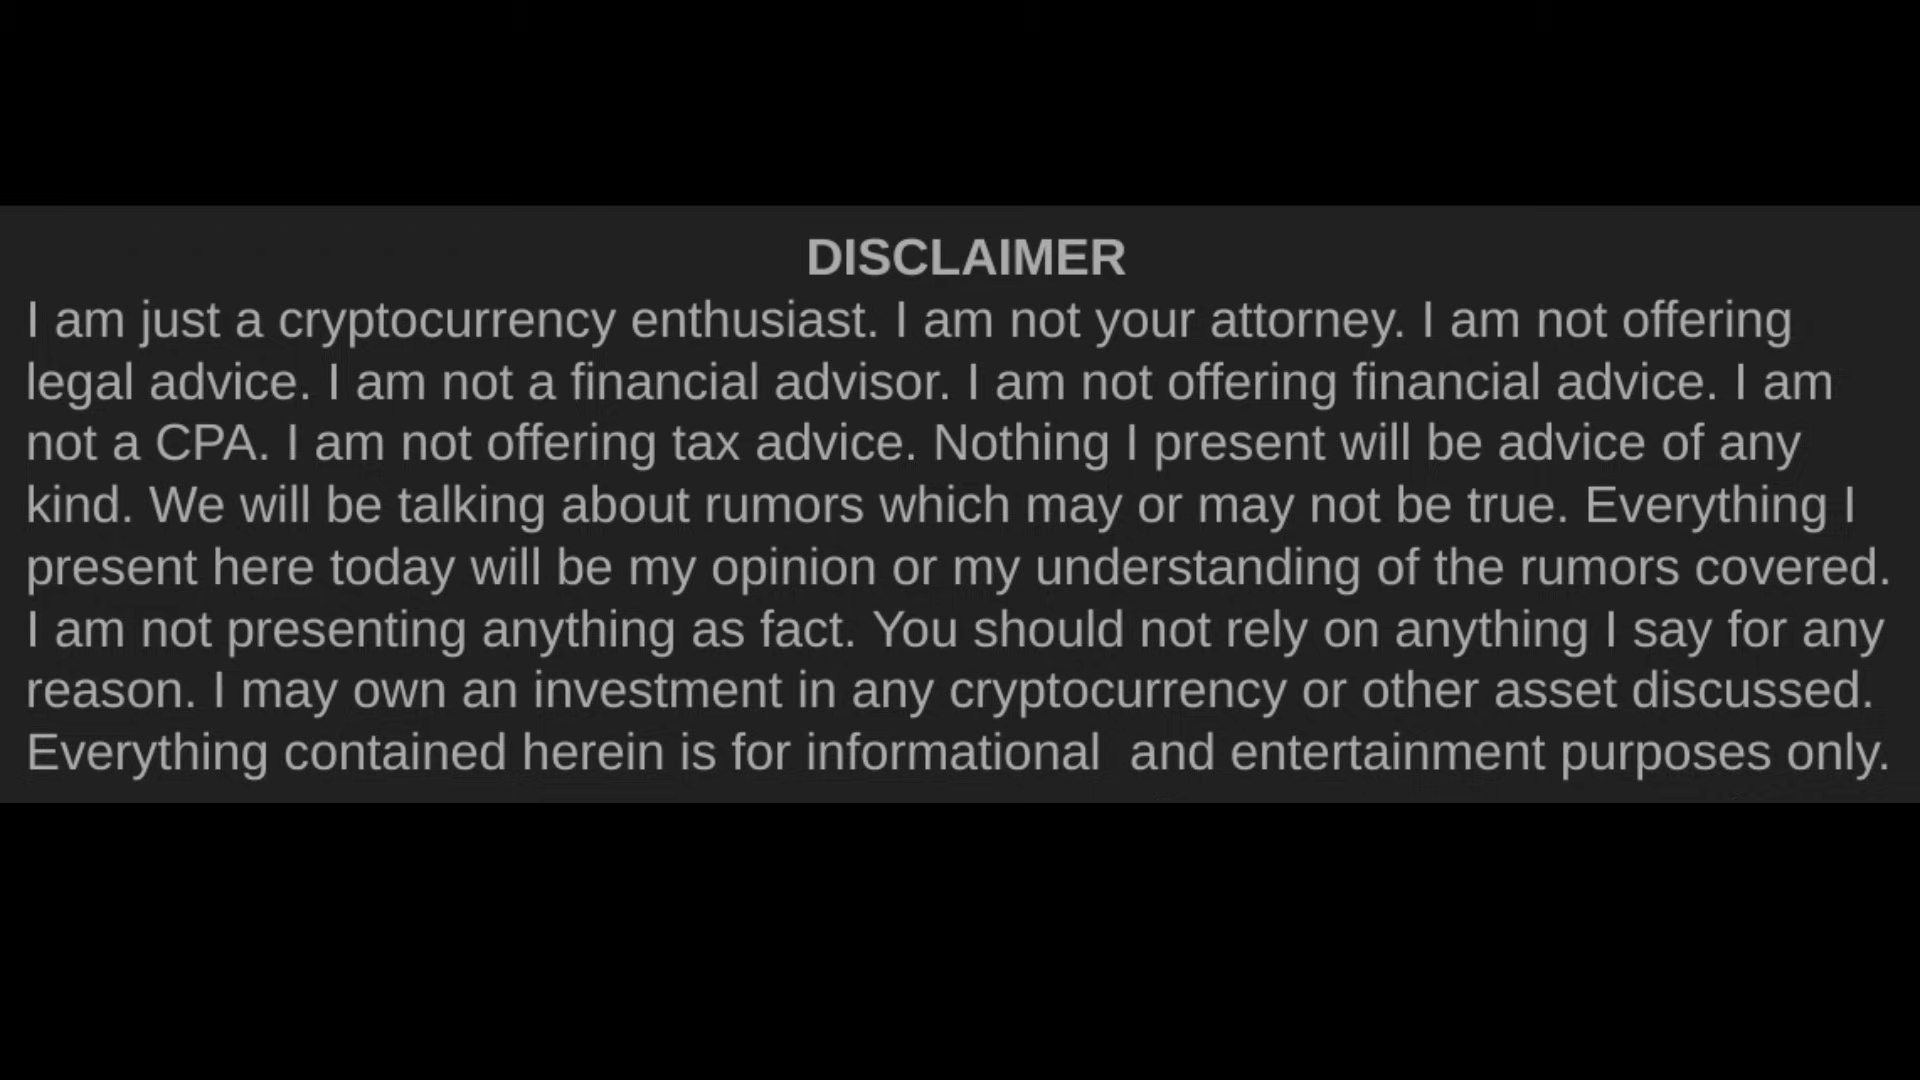 DISCLAIMER
I am just a cryptocurrency enthusiast. I am not your attorney. I am not offering
legal advice. I am not a financial advisor. I am not offering financial advice. I am
not a CPA. I am not offering tax advice. Nothing I present will be advice of any
kind. We will be talking about rumors which may or may not be true. Everything I
present here today will be my opinion or my understanding of the rumors covered.
I am not presenting anything as fact. You should not rely on anything I say for any
reason. I may own an investment in any cryptocurrency or other asset discussed.
Everything contained herein is for informational  and entertainment purposes only.